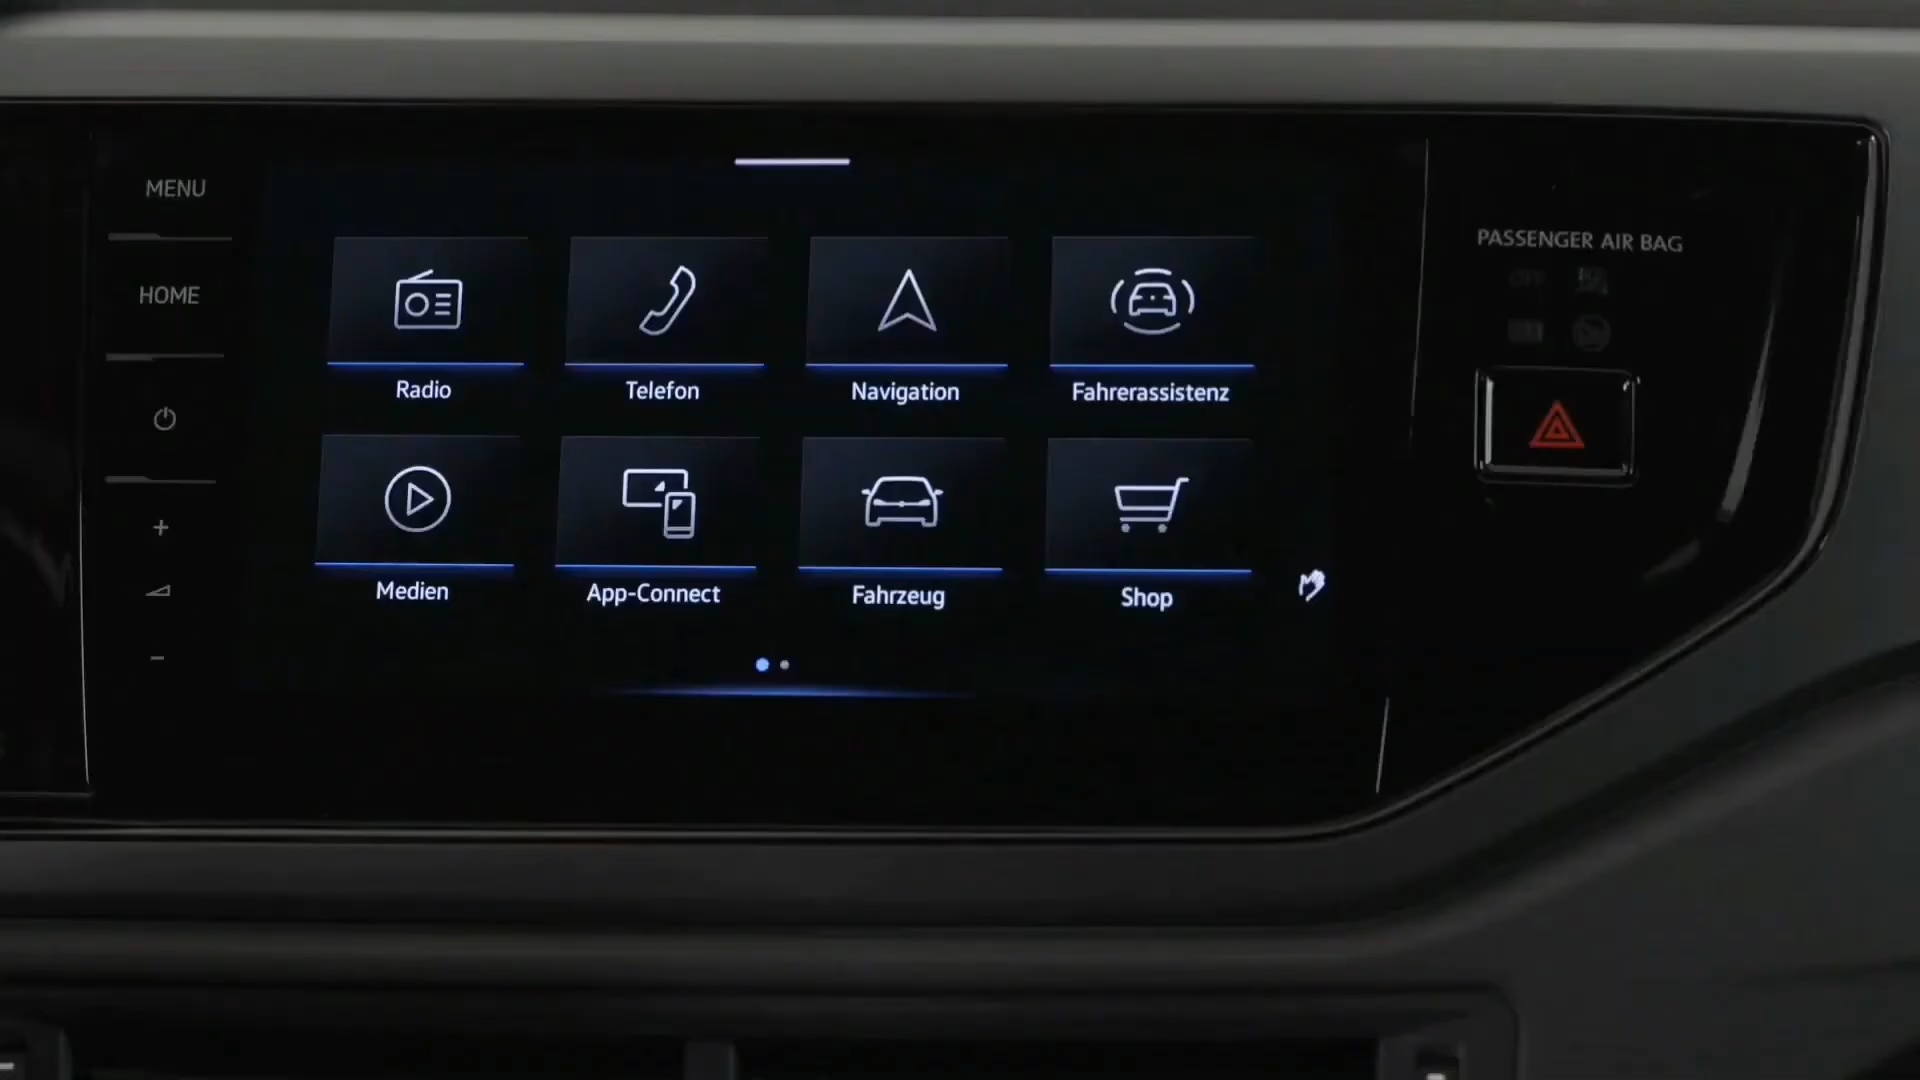 MENU
HOME
Radio
Telefon
Navigation
Fahrerassistenz
Medien
App-Connect
Fahrzeug
Shop
PASSENGER AIR BAG